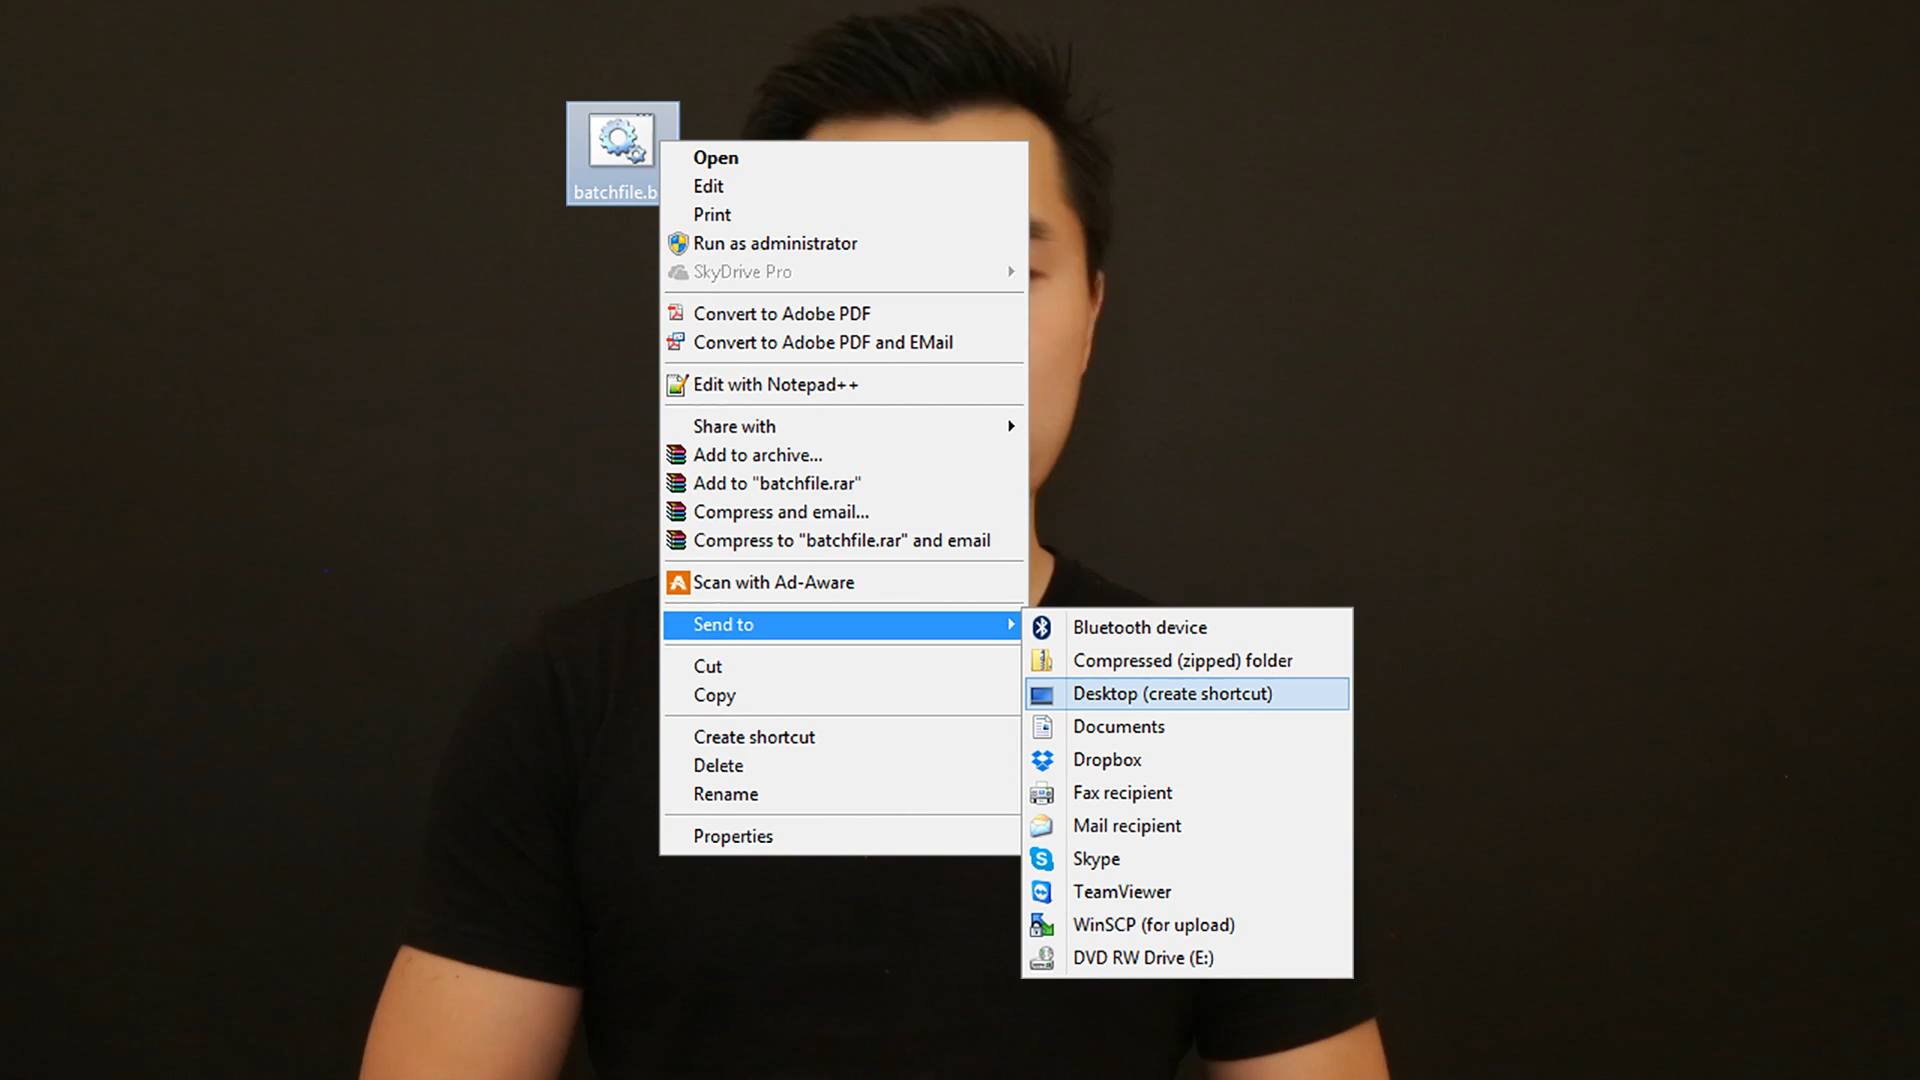 batchfile.b
Open
Edit
Print
Run as administrator
SkyDrive Pro
Convert to Adobe PDF
Convert to Adobe PDF and EMail
Edit with Notepad++
Share with
Add to archive...
Add to "batchfile.rar"
Compress and email...
Compress to "batchfile.rar" and email
Scan with Ad-Aware
Send to
Cut
Copy
Create shortcut
Delete
Rename
Properties
Bluetooth device
Compressed (zipped) folder
Desktop (create shortcut)
Documents
Dropbox
Fax recipient
Mail recipient
Skype
TeamViewer
WinSCP (for upload)
DVD RW Drive (E:)